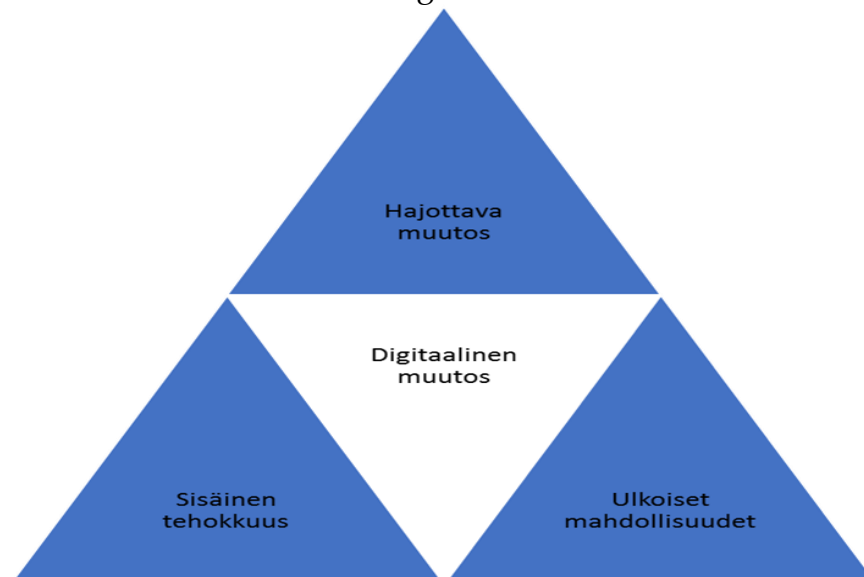 Hajottava
muutos
Digitaalinen
muutos
Sisäinen
tehokkuus
Ulkoiset
mahdollisuudet